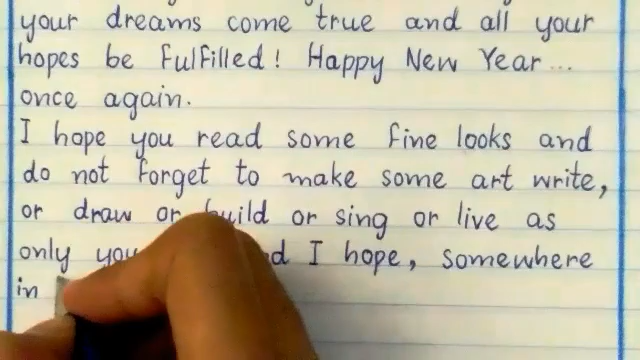 your dreams come true and all your
hopes be fulfilled! Happy New Year...
once again.
I hope you read some fine looks and
do not forget to make some art write,
or draw or build or sing or live as
only you I hope, somewhere
in